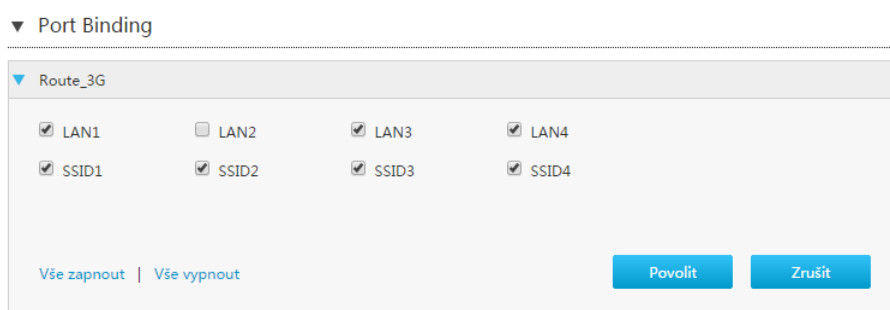 Port Binding
Route_3G
LAN1 LAN2 LAN3 LAN4
SSID1 SSID2 SSID3 SSID4
Vše zapnout | Vše vypnout Povolit Zrušit